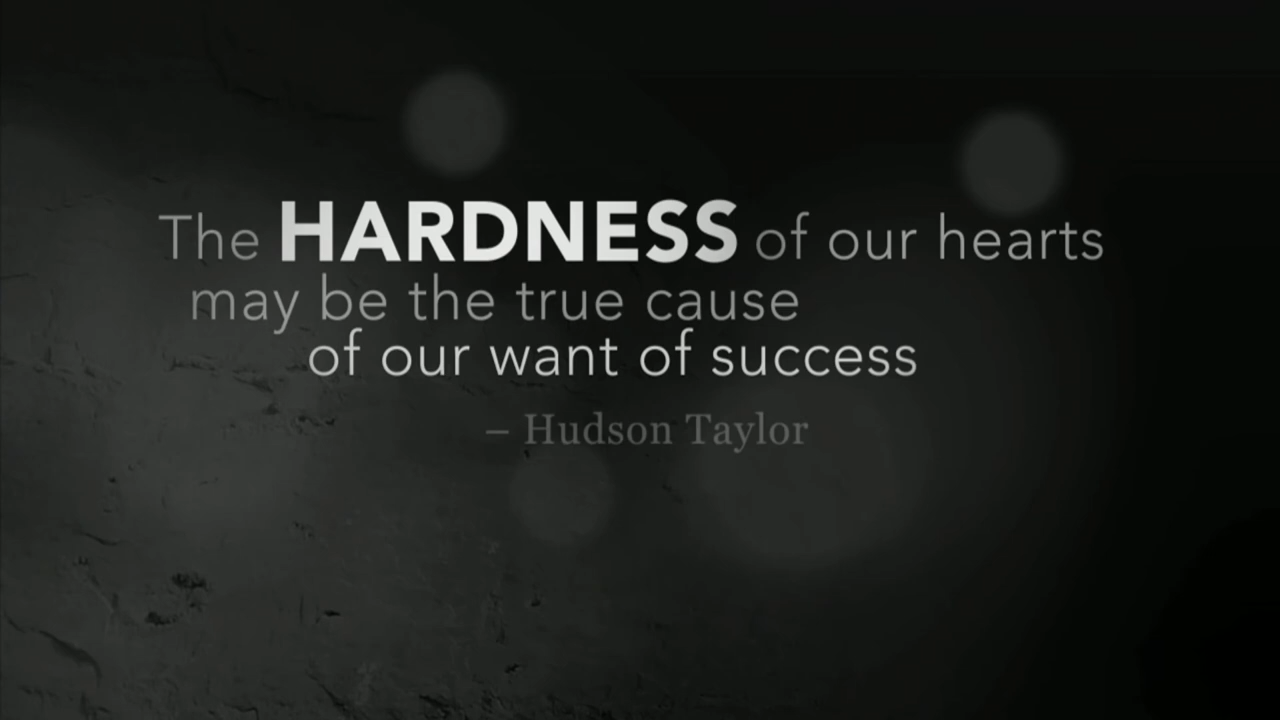 The HARDNESS of our hearts
may be the true cause
of our want of success
– Hudson Taylor